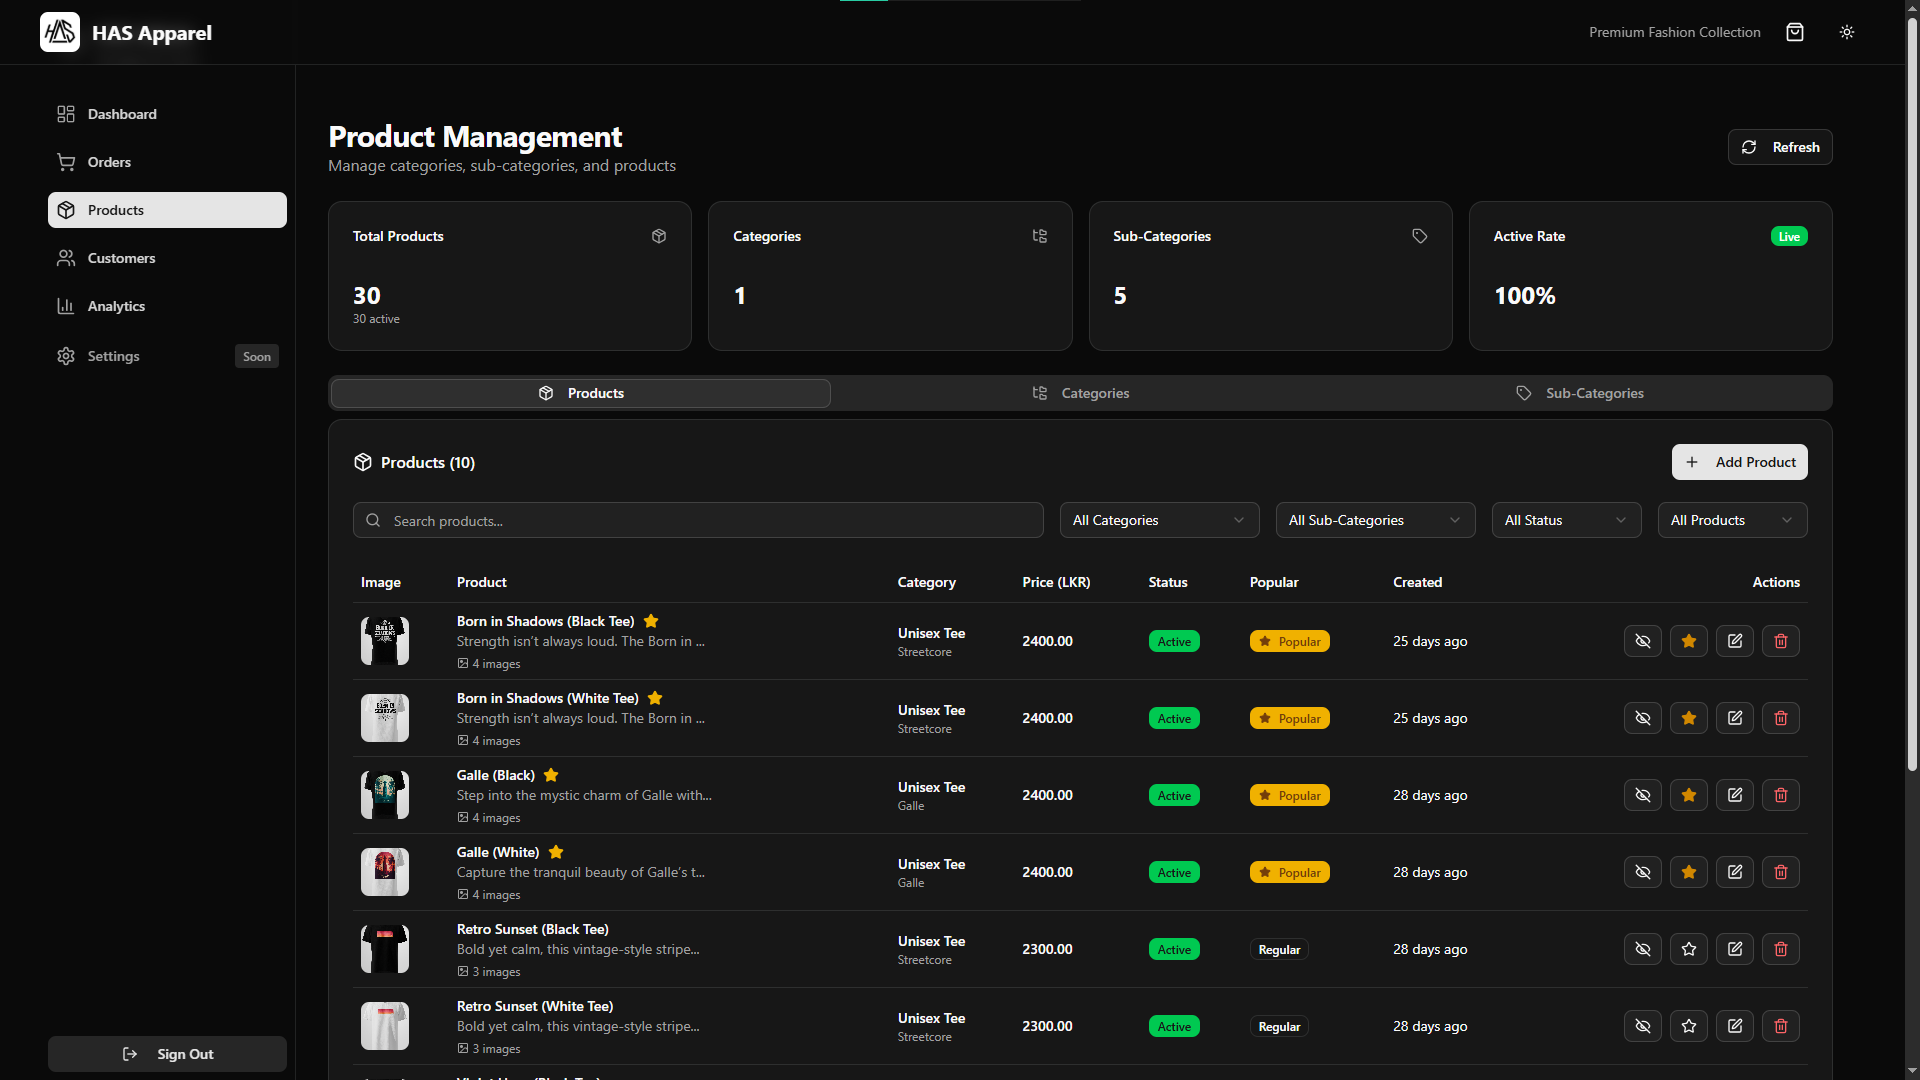 HAS HAS Apparel
Premium Fashion Collection
Dashboard
Orders
Products
Customers
Analytics
Settings Soon
Sign Out
Product Management
Manage categories, sub-categories, and products
Refresh
Total Products
30
30 active
Categories
1
Sub-Categories
5
Active Rate Live
100%
Products Categories Sub-Categories
Products (10)
Add Product
Search products... All Categories All Sub-Categories All Status All Products
Image Product Category Price (LKR) Status Popular Created Actions
Born in Shadows (Black Tee)
Strength isn’t always loud. The Born in ...
4 images
Unisex Tee
Streetcore
2400.00 Active Popular 25 days ago
Born in Shadows (White Tee)
Strength isn’t always loud. The Born in ...
4 images
Unisex Tee
Streetcore
2400.00 Active Popular 25 days ago
Galle (Black)
Step into the mystic charm of Galle with...
4 images
Unisex Tee
Galle
2400.00 Active Popular 28 days ago
Galle (White)
Capture the tranquil beauty of Galle’s t...
4 images
Unisex Tee
Galle
2400.00 Active Popular 28 days ago
Retro Sunset (Black Tee)
Bold yet calm, this vintage-style stripe...
3 images
Unisex Tee
Streetcore
2300.00 Active Regular 28 days ago
Retro Sunset (White Tee)
Bold yet calm, this vintage-style stripe...
3 images
Unisex Tee
Streetcore
2300.00 Active Regular 28 days ago